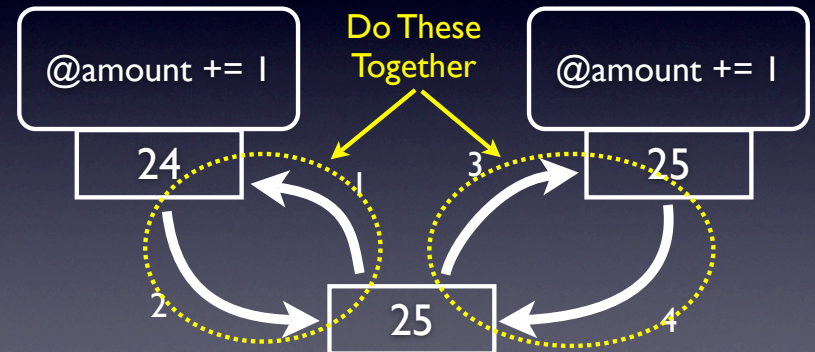 Do These
Together
@amount += 1
@amount += 1
24
1
3
25
2
25
4